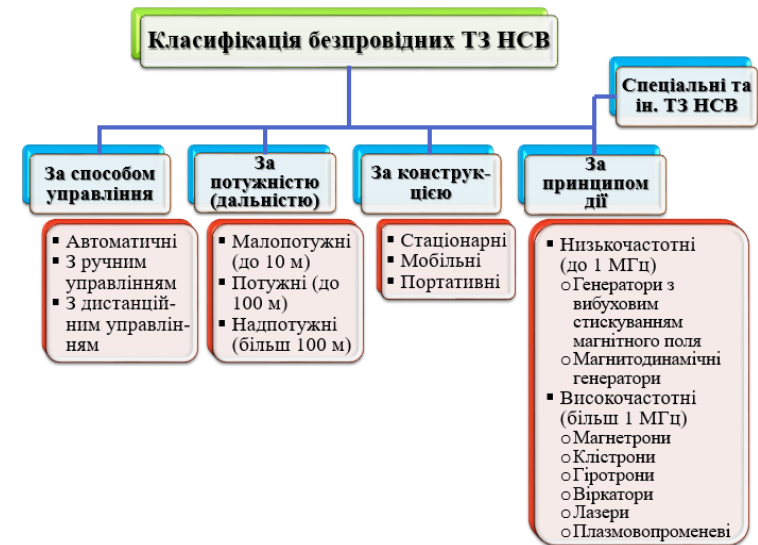 Класифікація безпровідних ТЗ НСВ
Спеціальні та
ін. ТЗ НСВ
За способом
управління
За
потужністю
(дальністю)
За конструк-
цією
За
принципом
дії
▪ Автоматичні
▪ З ручним
управлінням
▪ З дистанцій-
ним управлін-
ням
▪ Малопотужні
(до 10 м)
▪ Потужні (до
100 м)
▪ Надпотужні
(більш 100 м)
▪ Стаціонарні
▪ Мобільні
▪ Портативні
▪ Низькочастотні
(до 1 МГц)
o Генератори з
вибуховим
стискуванням
магнітного поля
o Магнитодинамічні
генератори
▪ Високочастотні
(більш 1 МГц)
o Магнетрони
o Клістрони
o Гіротрони
o Віркатори
o Лазери
o Плазмовопроменеві